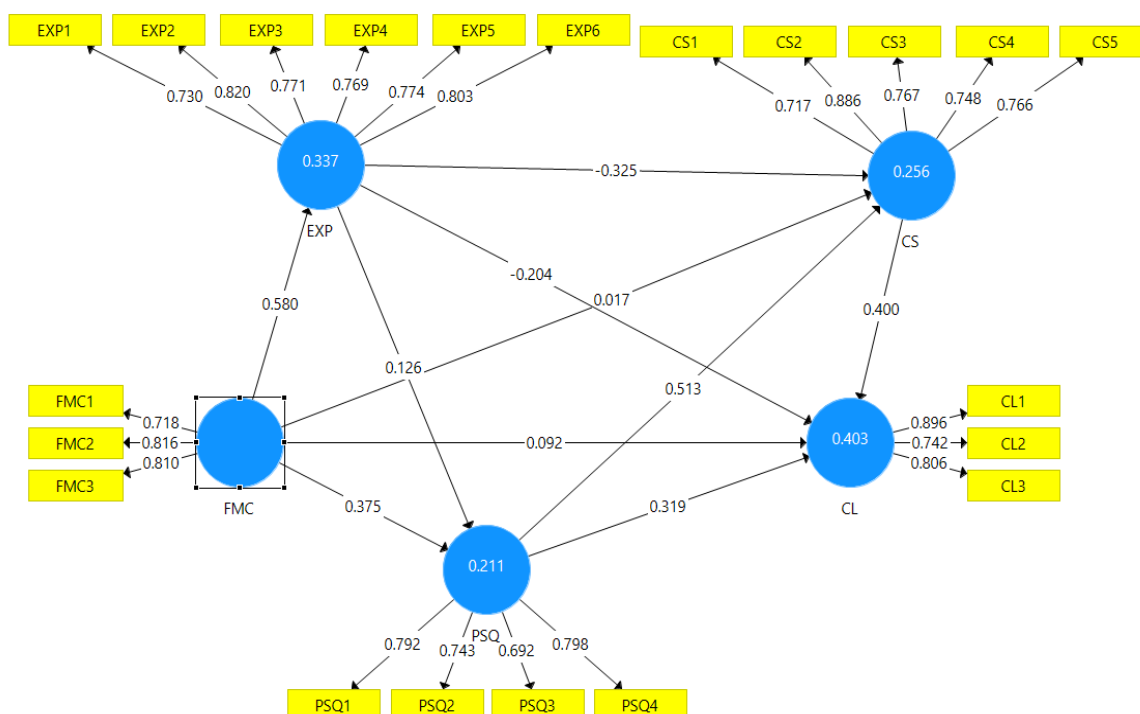 EXP1 EXP2 EXP3 EXP4 EXP5 EXP6
CS1 CS2 CS3 CS4 CS5
0.730 0.820 0.771 0.769 0.774 0.803
0.717 0.886 0.767 0.748 0.766
0.337
EXP
0.256
CS
-0.325
-0.204
0.017
0.580
0.400
0.126
0.513
FMC1
FMC2
FMC3
0.718
0.816
0.810
FMC
0.092
0.403
CL
0.896
0.742
0.806
CL1
CL2
CL3
0.375
0.319
0.211
PSQ
0.792 0.743 0.692 0.798
PSQ1 PSQ2 PSQ3 PSQ4